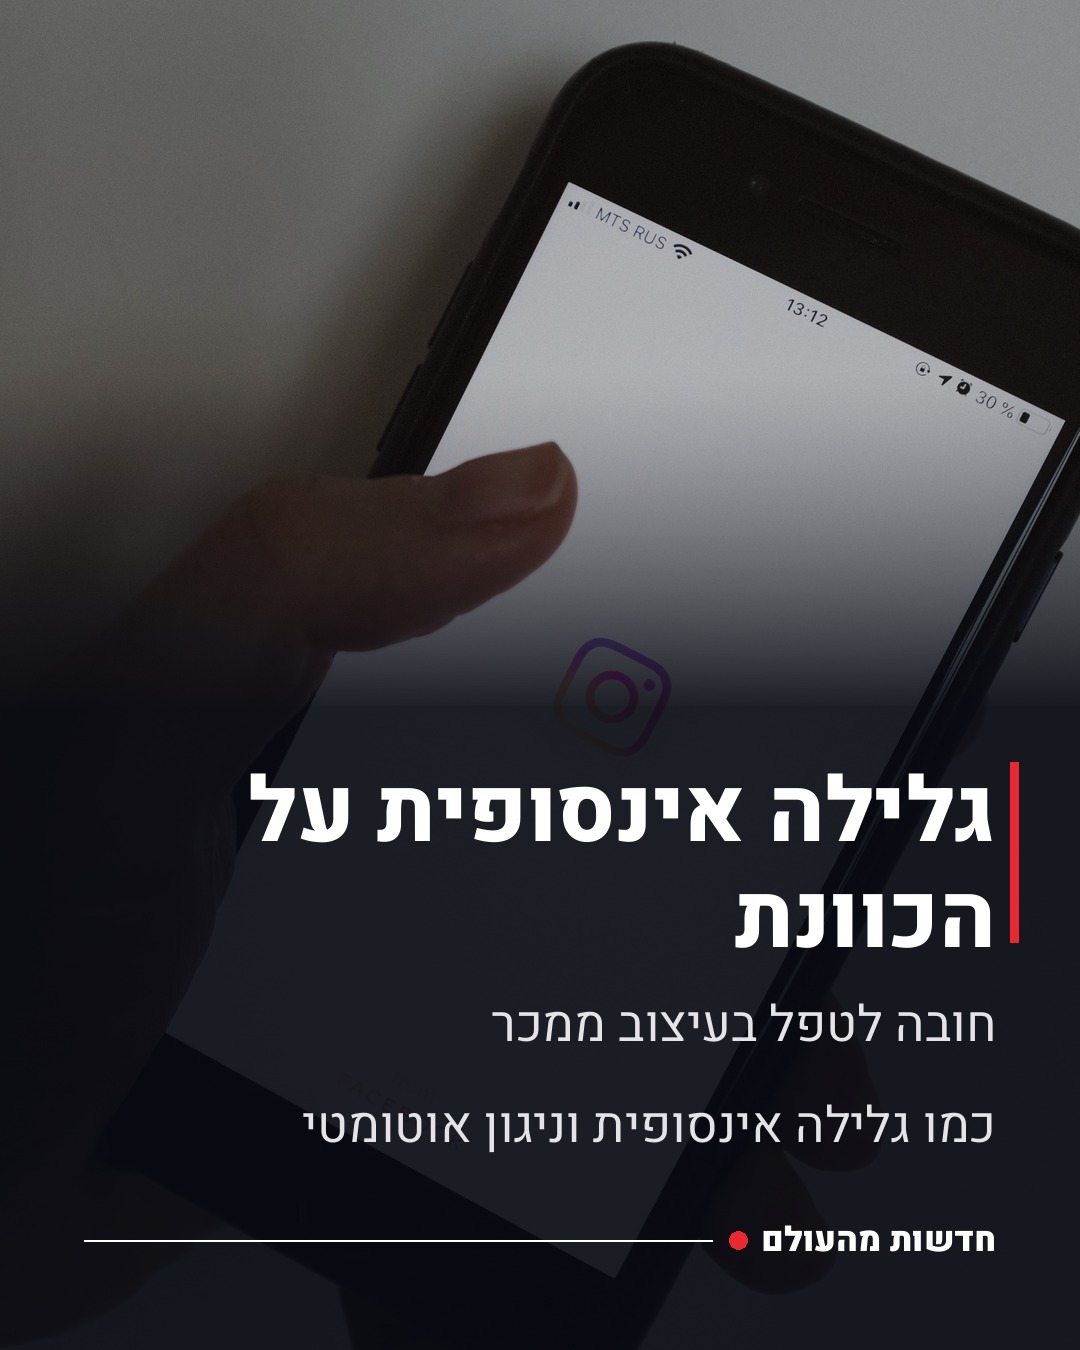 MTS RUS
13:12
30 %
גלילה אינסופית על
הכוונת
חובה לטפל בעיצוב ממכר
כמו גלילה אינסופית וניגון אוטומטי
חדשות מהעולם